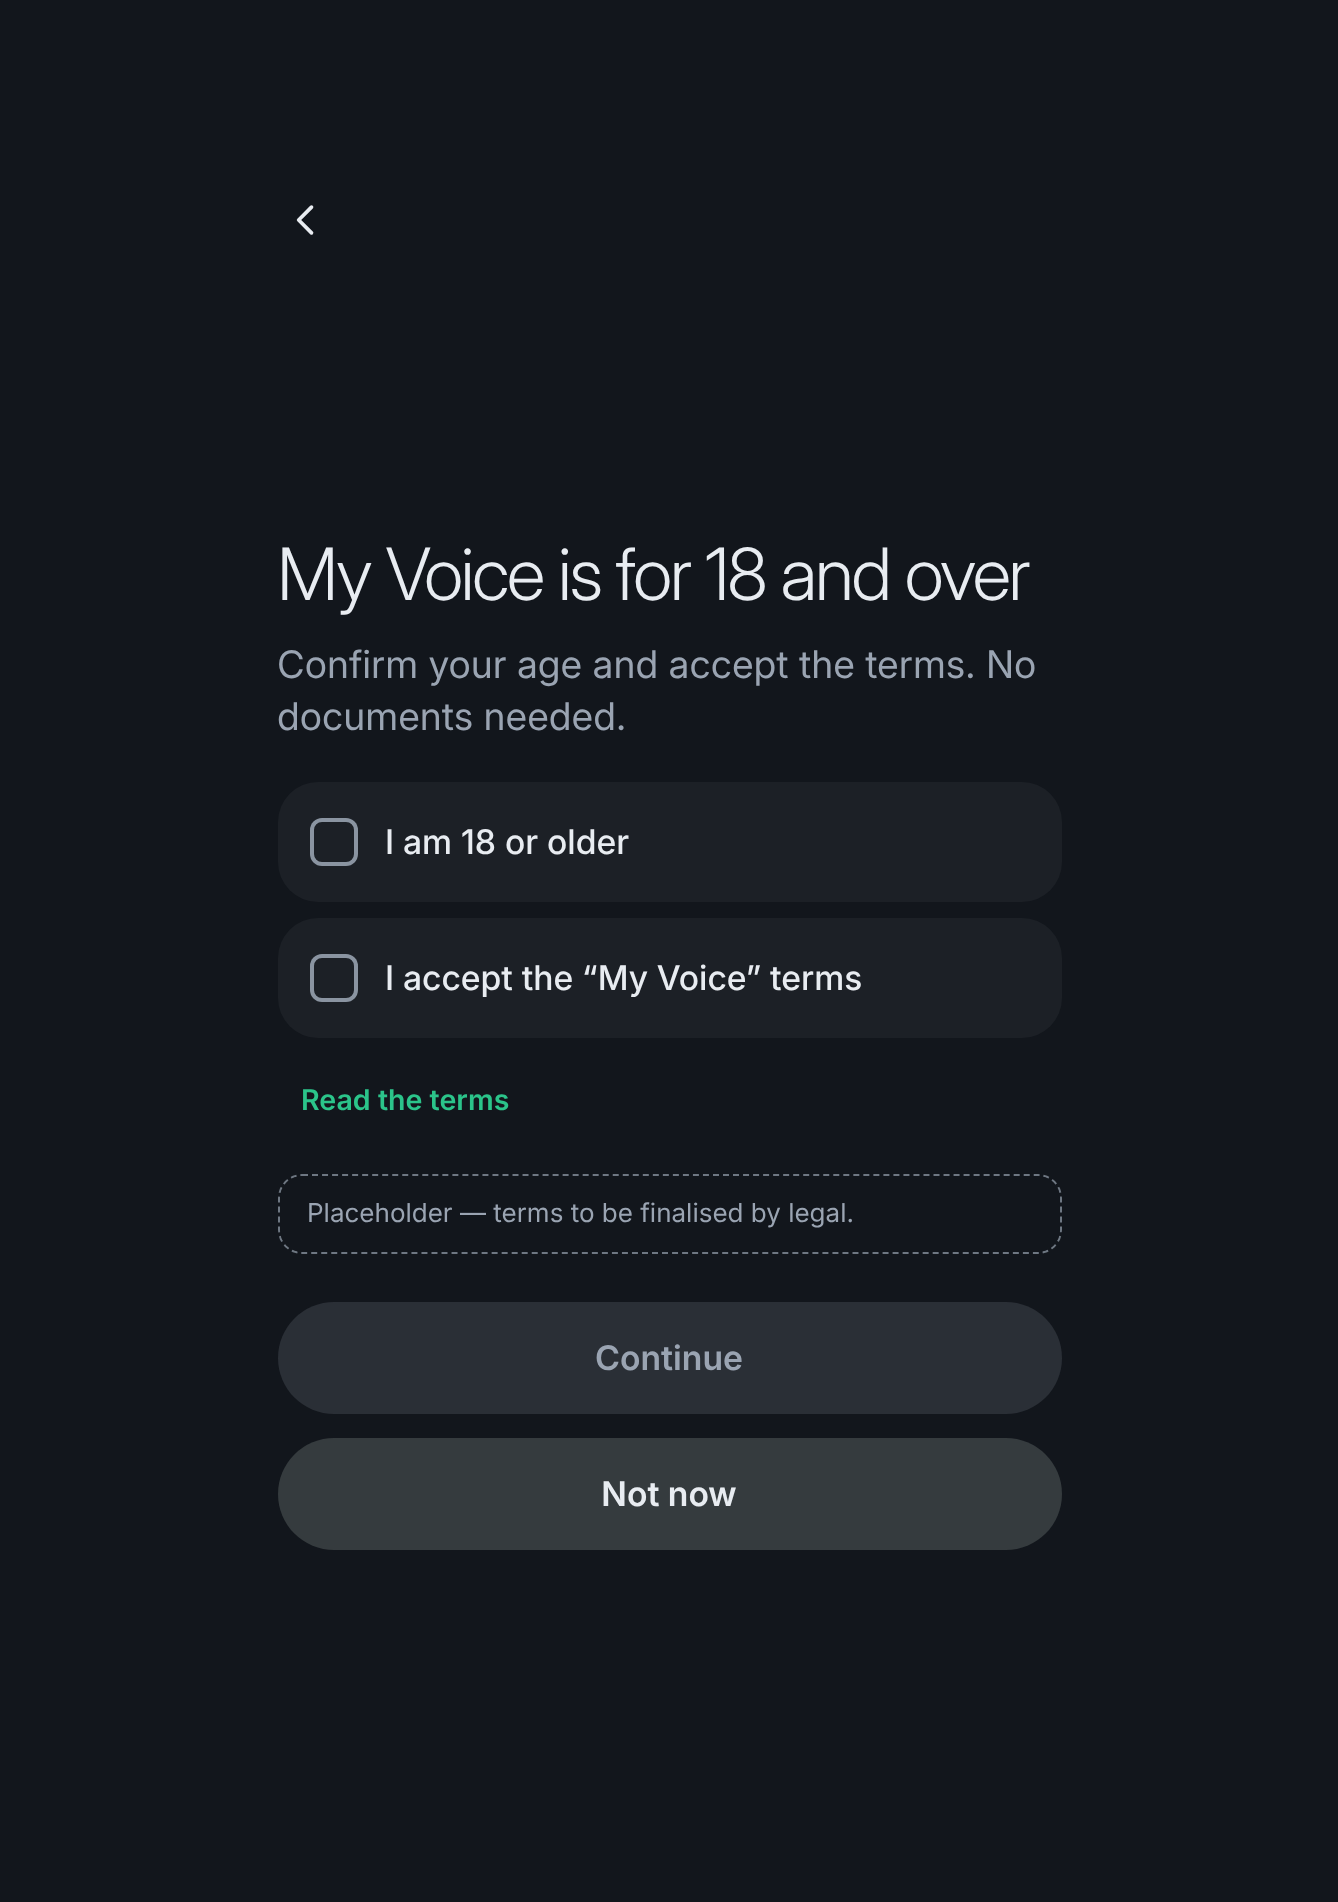 My Voice is for 18 and over
Confirm your age and accept the terms. No
documents needed.
I am 18 or older
I accept the “My Voice” terms
Read the terms
Placeholder — terms to be finalised by legal.
Continue
Not now